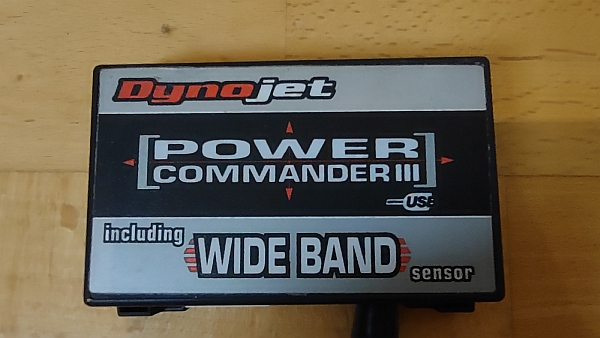 Dynojet
[POWER
COMMANDER III]
USB
including
WIDE BAND
sensor